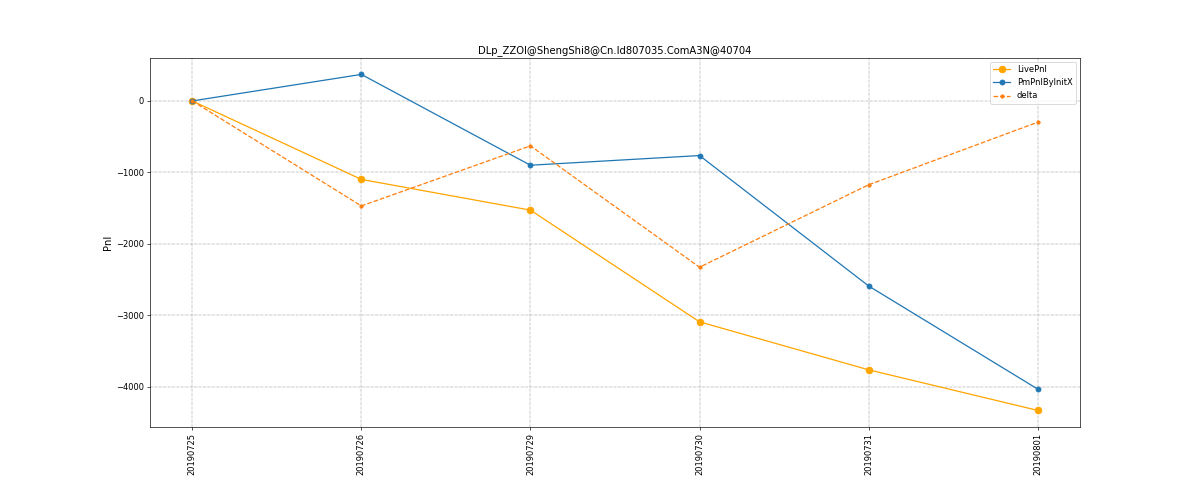 DLp_ZZOI@ShengShi8@Cn.Id807035.ComA3N@40704
LivePnl
PmPnlByInitX
delta
Pnl
0
−1000
−2000
−3000
−4000
20190725
20190726
20190729
20190730
20190731
20190801